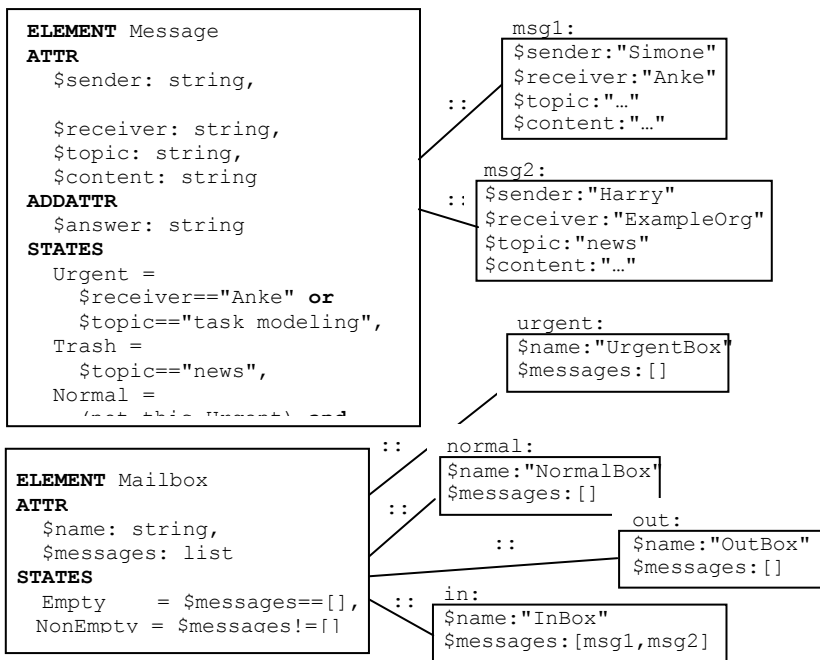 ELEMENT Message
ATTR
$sender: string,
$receiver: string,
$topic: string,
$content: string
ADDATTR
$answer: string
STATES
Urgent =
$receiver=="Anke" or
$topic=="task modeling",
Trash =
$topic=="news",
Normal =
::
msg1:
$sender:"Simone"
$receiver:"Anke"
$topic:"…"
$content:"…"
::
msg2:
$sender:"Harry"
$receiver:"ExampleOrg"
$topic:"news"
$content:"…"
urgent:
$name:"UrgentBox"
$messages:[]
ELEMENT Mailbox
ATTR
$name: string,
$messages: list
STATES
Empty = $messages==[],
NonEmpty = $messages!=[]
::
normal:
$name:"NormalBox"
$messages:[]
::
out:
$name:"OutBox"
$messages:[]
::
::
in:
$name:"InBox"
$messages:[msg1,msg2]